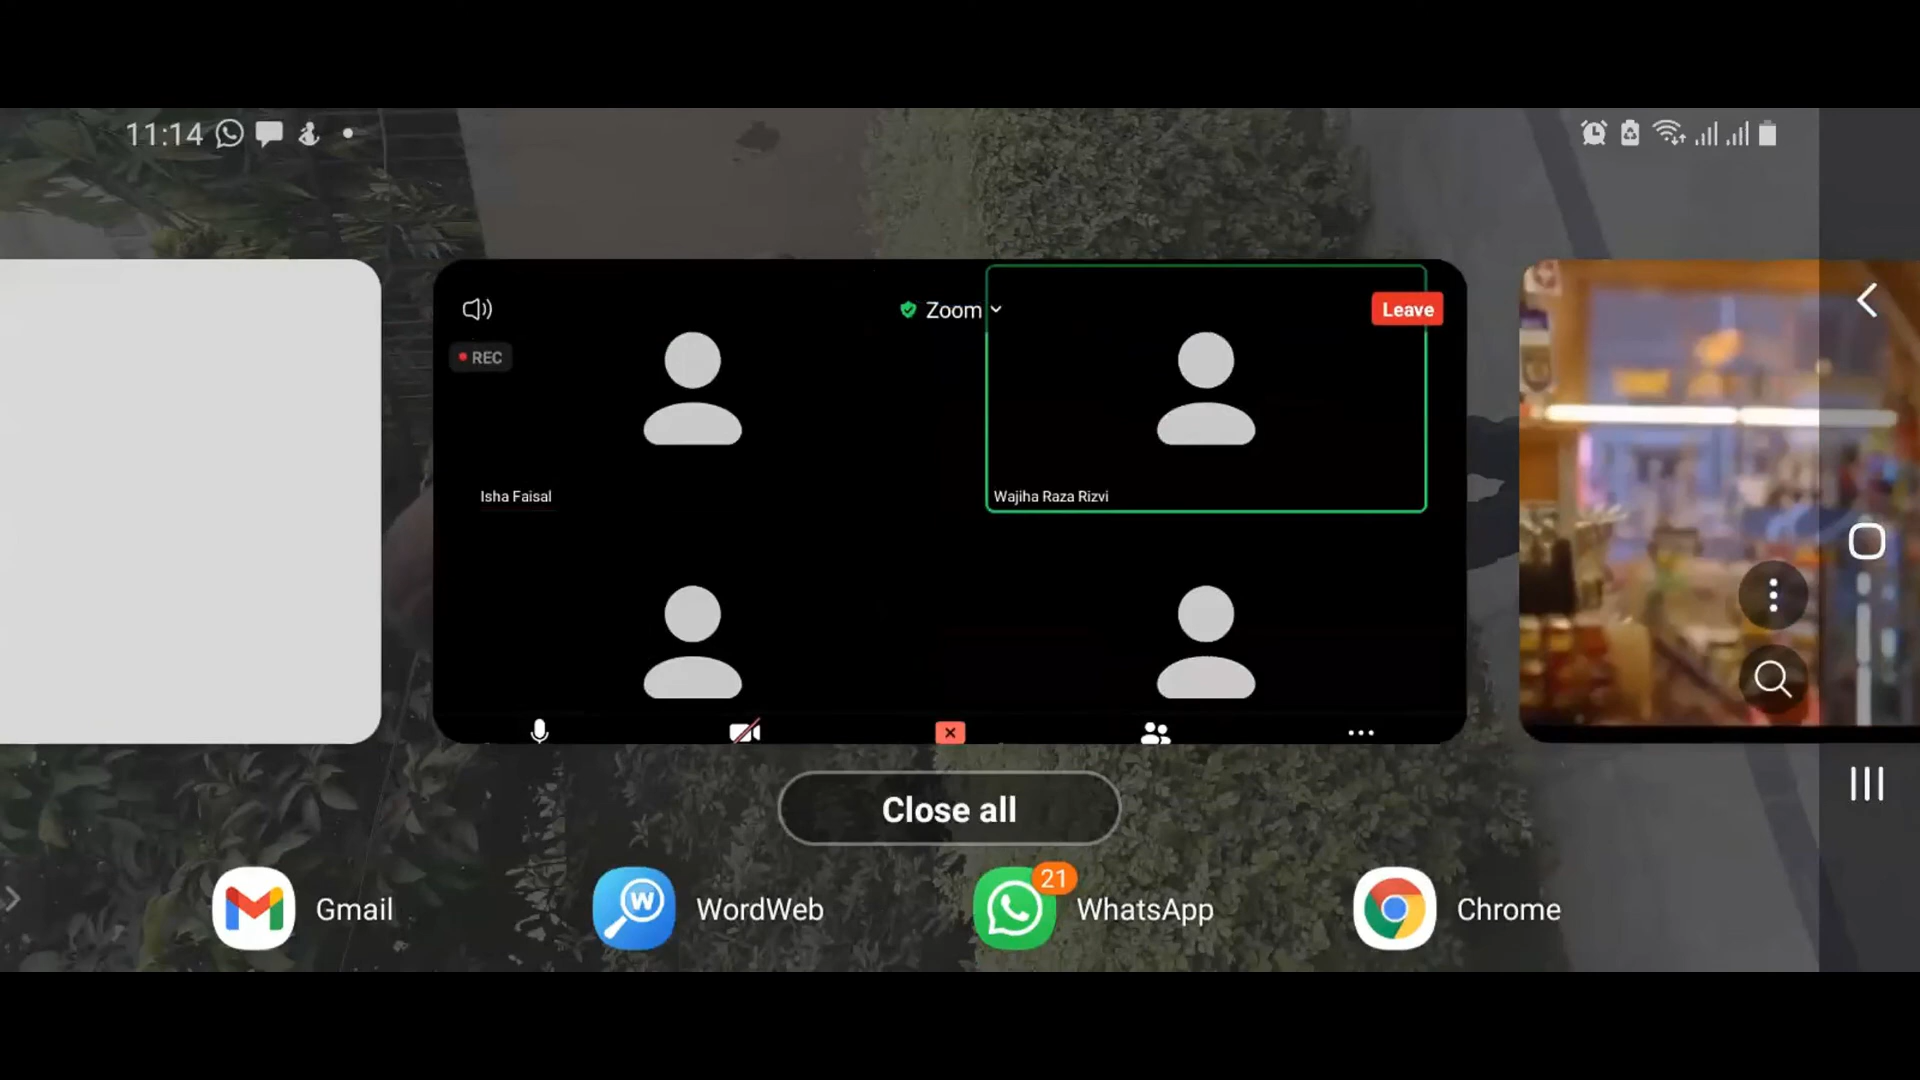 11:14
Zoom
Leave
REC
Isha Faisal
Wajiha Raza Rizvi
Close all
Gmail
W
WordWeb
21
WhatsApp
Chrome